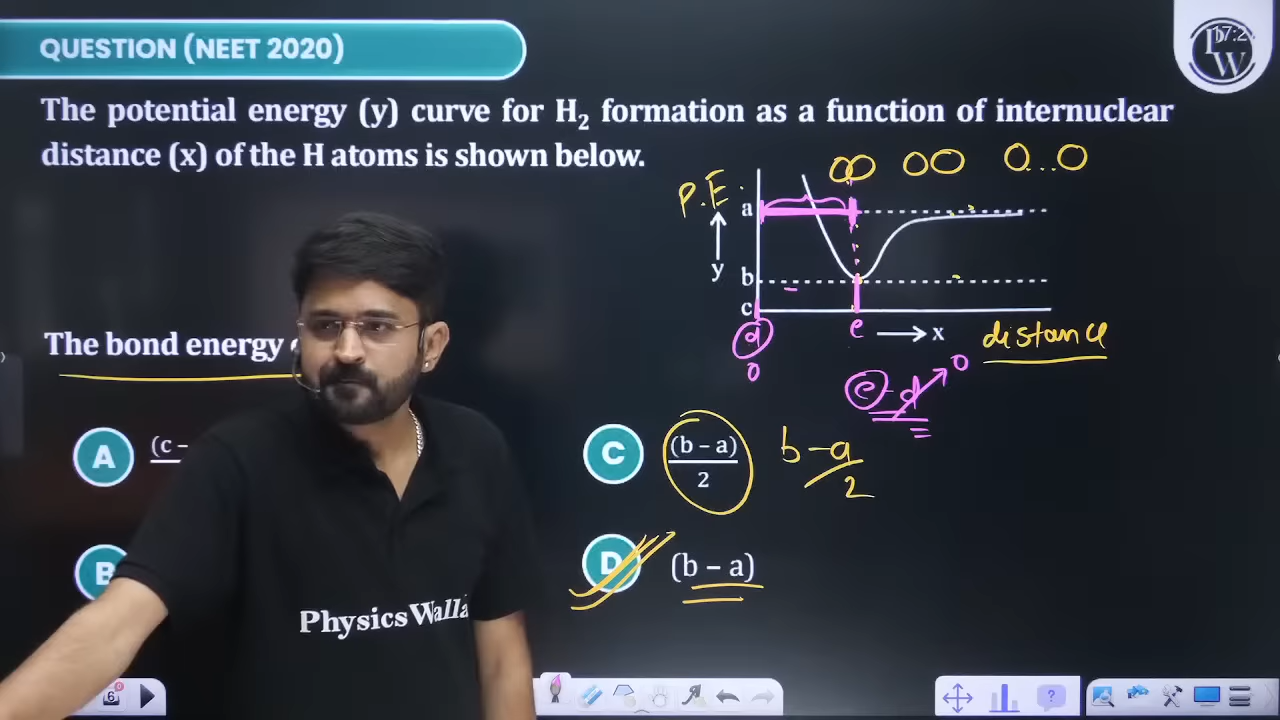 QUESTION (NEET 2020)
The potential energy (y) curve for H₂ formation as a function of internuclear
distance (x) of the H atoms is shown below.
P.E
a
y
b
c
d
0
e
x
distance
e - d
0
The bond energy
A
(c –
C
(b – a)
2
b - a
2
B
D
(b – a)
Physics Walla
W
?